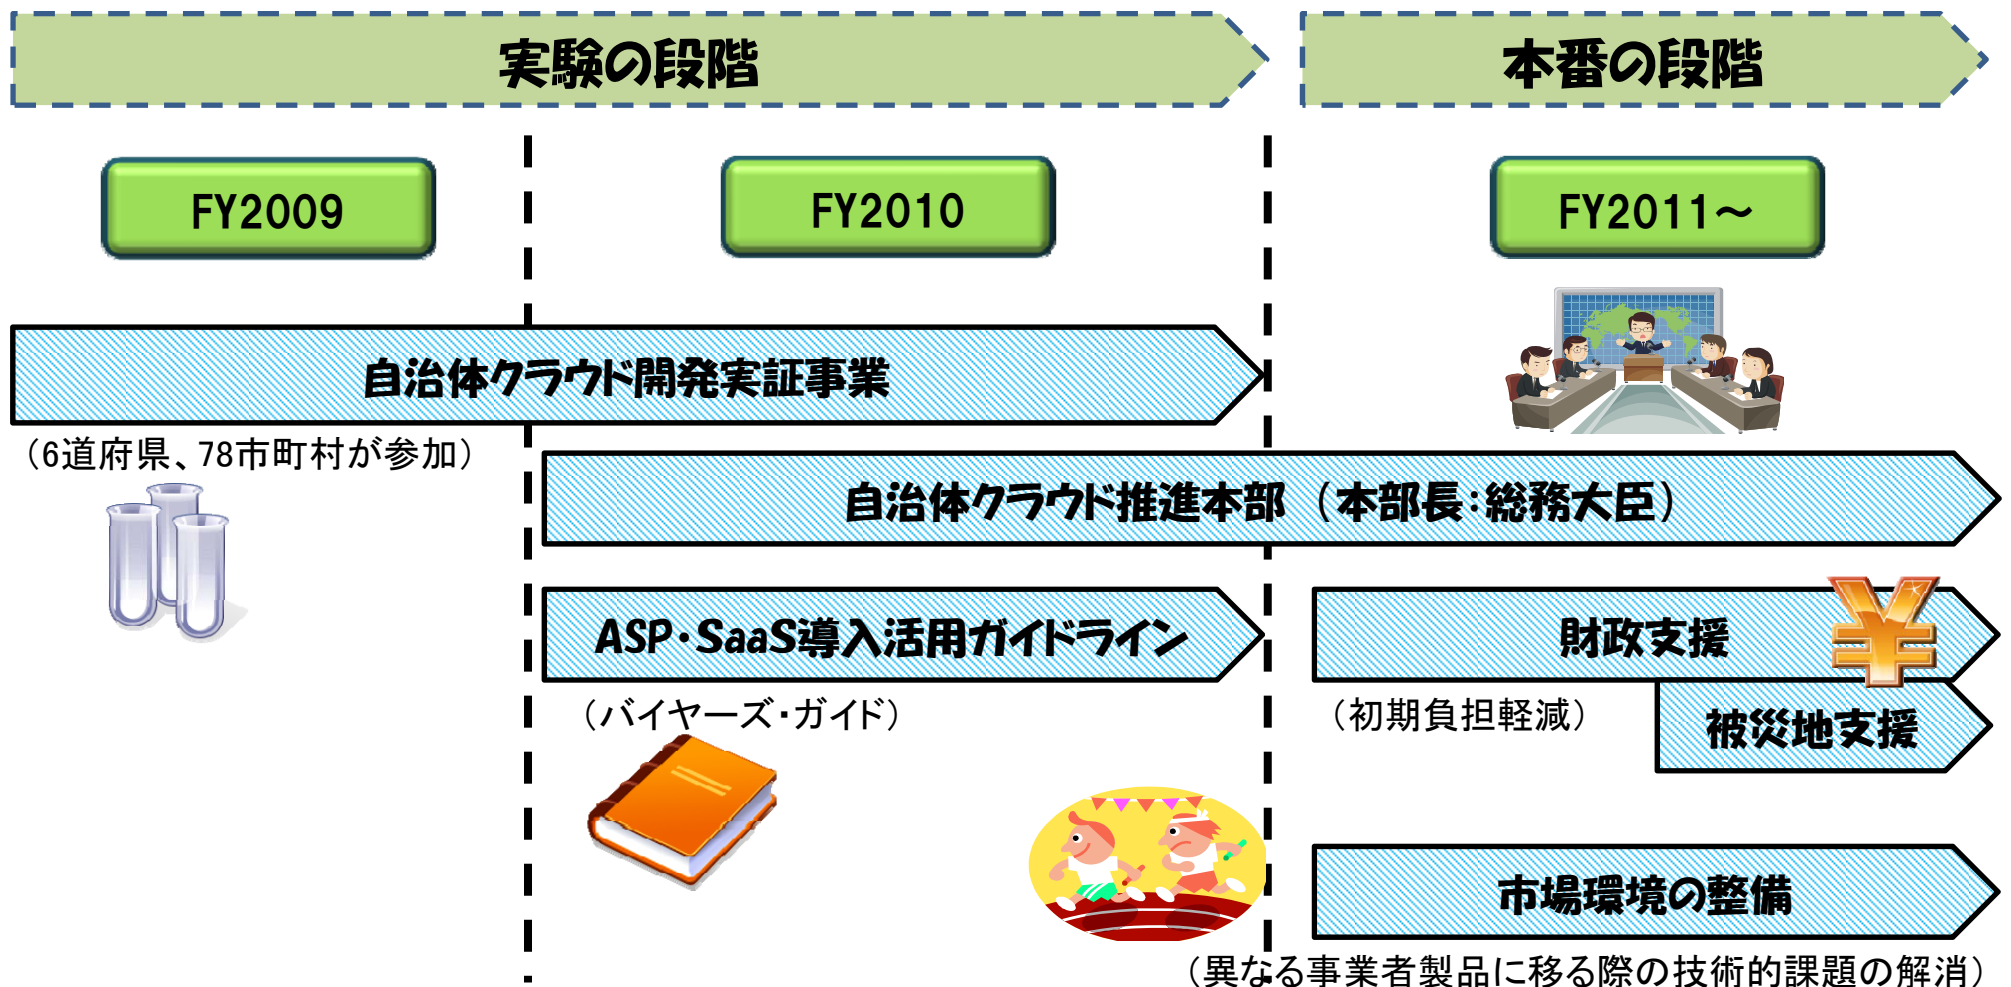 実験の段階
本番の段階
FY2009
FY2010
FY2011～
自治体クラウド開発実証事業
（6道府県、78市町村が参加）
自治体クラウド推進本部（本部長：総務大臣）
ASP・SaaS導入活用ガイドライン
財政支援
（バイヤーズ・ガイド）
（初期負担軽減）
被災地支援
市場環境の整備
（異なる事業者製品に移る際の技術的課題の解消）